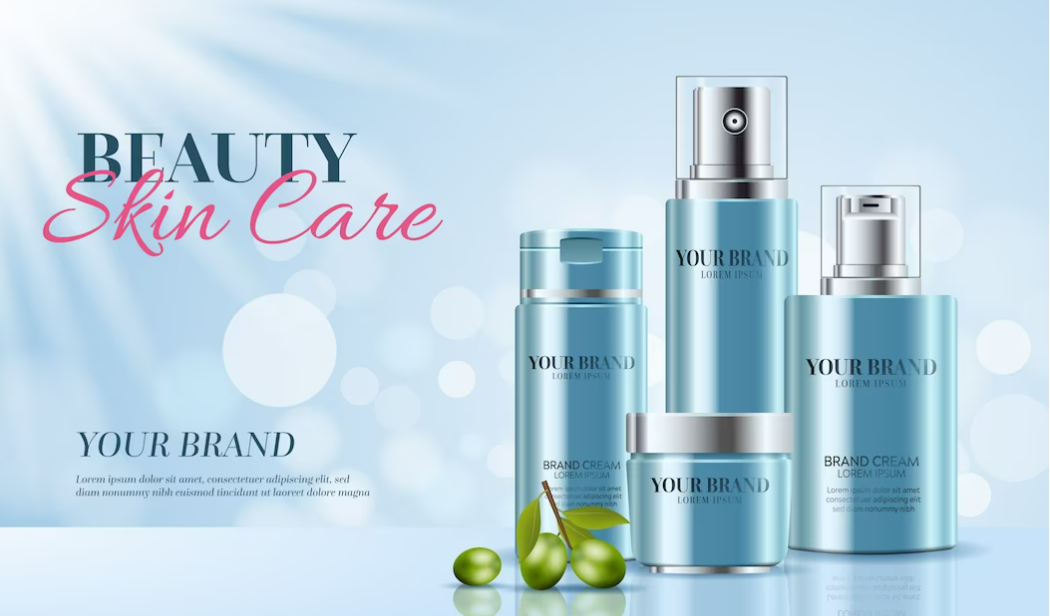 BEAUTY
Skin Care
YOUR BRAND
Lorem ipsum dolor sit amet, consectetuer adipiscing elit, sed
diam nonummy nibh euismod tincidunt ut laoreet dolore magna
YOUR BRAND
LOREM IPSUM
BRAND CREAM
LOREM IPSUM
YOUR BRAND
LOREM IPSUM
YOUR BRAND
LOREM IPSUM
YOUR BRAND
LOREM IPSUM
BRAND CREAM
LOREM IPSUM
Lorem ipsum dolor sit amet
consectetuer adipiscing elit
sed diam nonummy nibh